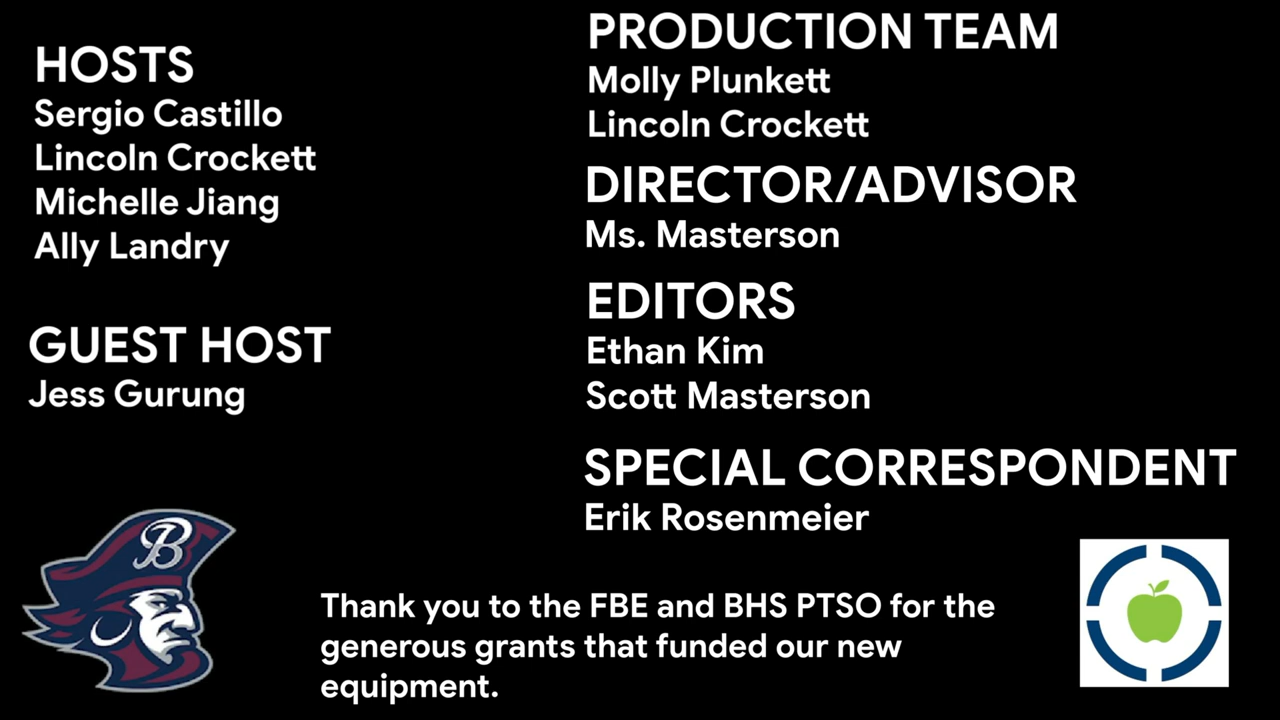 HOSTS
Sergio Castillo
Lincoln Crockett
Michelle Jiang
Ally Landry
GUEST HOST
Jess Gurung
PRODUCTION TEAM
Molly Plunkett
Lincoln Crockett
DIRECTOR/ADVISOR
Ms. Masterson
EDITORS
Ethan Kim
Scott Masterson
SPECIAL CORRESPONDENT
Erik Rosenmeier
B
Thank you to the FBE and BHS PTSO for the
generous grants that funded our new
equipment.